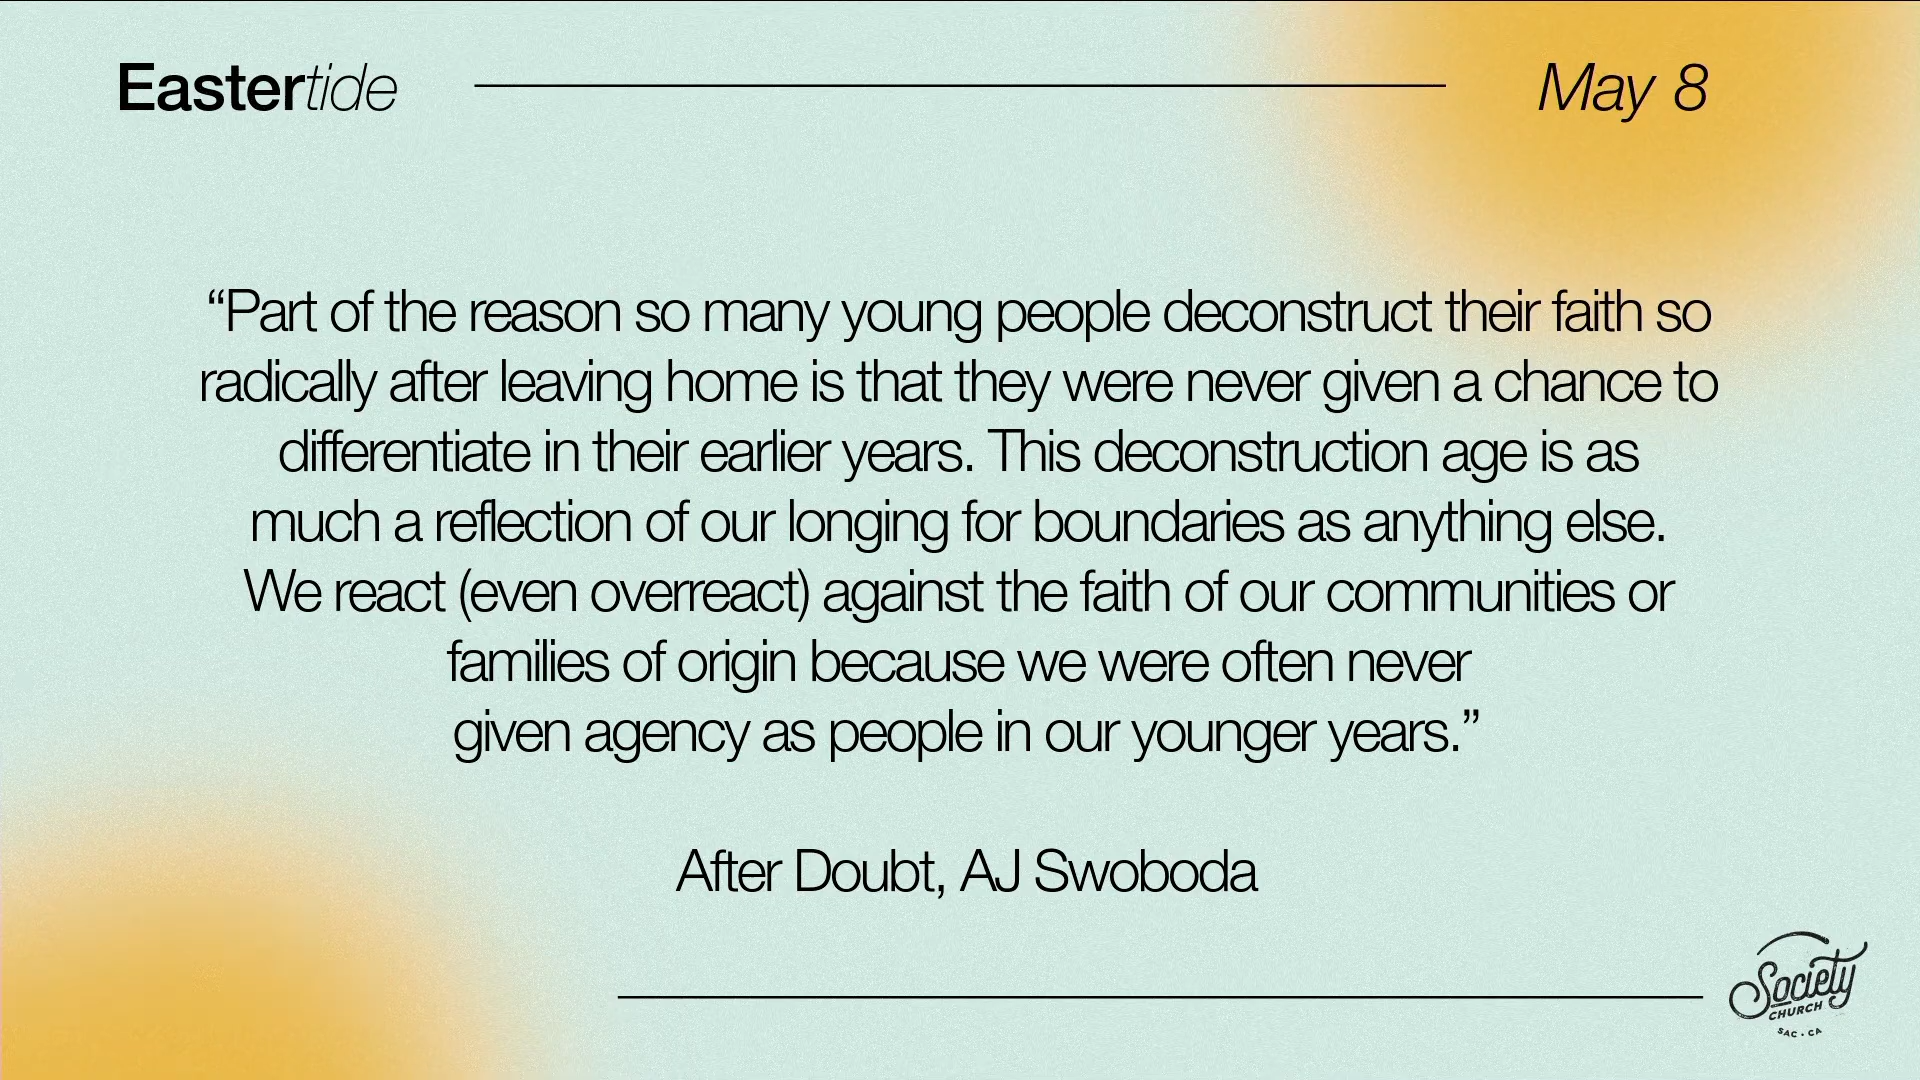 Eastertide
May 8
“Part of the reason so many young people deconstruct their faith so
radically after leaving home is that they were never given a chance to
differentiate in their earlier years. This deconstruction age is as
much a reflection of our longing for boundaries as anything else.
We react (even overreact) against the faith of our communities or
families of origin because we were often never
given agency as people in our younger years.”
After Doubt, AJ Swoboda
Society
CHURCH
SAC • CA